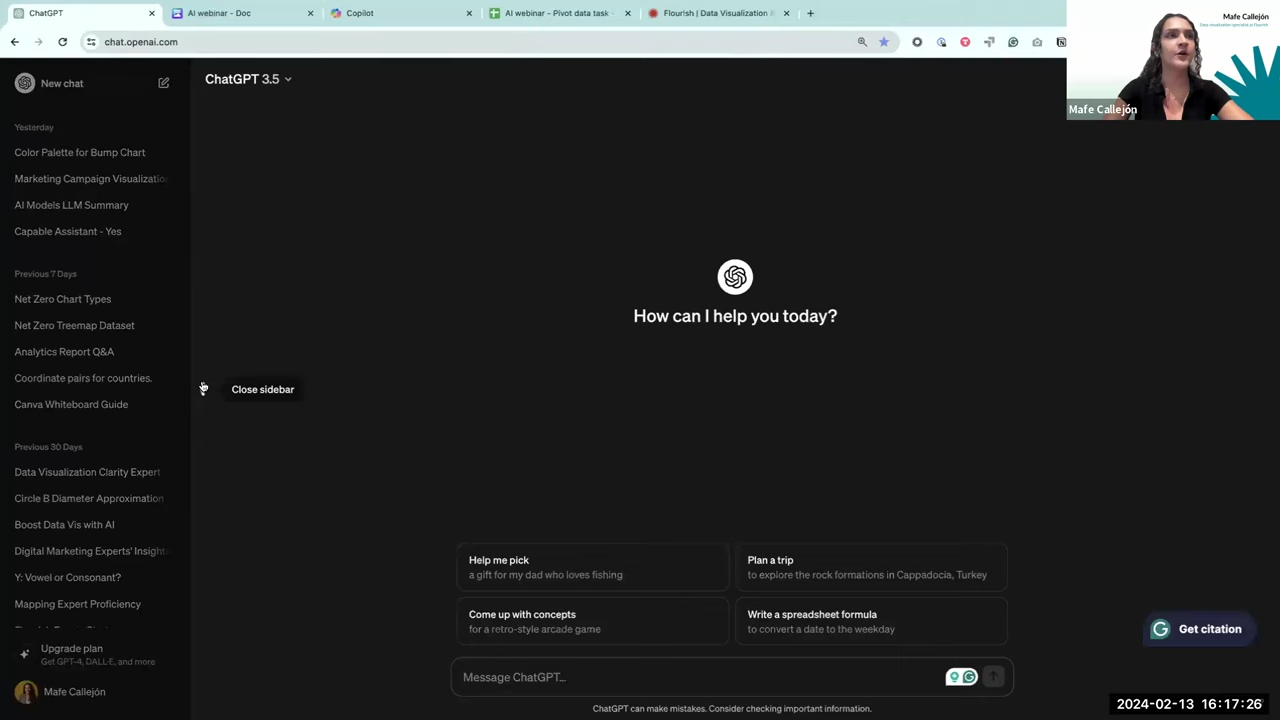 ChatGPT
AI webinar - Doc
Copilot
AI webinar - Pivot data task
Flourish | Data Visualization
chat.openai.com
Mafe Callejón
Data visualization specialist at Flourish
Mafe Callejón
New chat
ChatGPT 3.5
Yesterday
Color Palette for Bump Chart
Marketing Campaign Visualizatio
AI Models LLM Summary
Capable Assistant - Yes
Previous 7 Days
Net Zero Chart Types
Net Zero Treemap Dataset
Analytics Report Q&A
Coordinate pairs for countries.
Canva Whiteboard Guide
Close sidebar
How can I help you today?
Previous 30 Days
Data Visualization Clarity Expert
Circle B Diameter Approximation
Boost Data Vis with AI
Digital Marketing Experts' Insight
Y: Vowel or Consonant?
Mapping Expert Proficiency
Help me pick
a gift for my dad who loves fishing
Plan a trip
to explore the rock formations in Cappadocia, Turkey
Come up with concepts
for a retro-style arcade game
Write a spreadsheet formula
to convert a date to the weekday
Get citation
Upgrade plan
Get GPT-4, DALL·E, and more
Mafe Callejón
Message ChatGPT...
ChatGPT can make mistakes. Consider checking important information.
2024-02-13 16:17:26